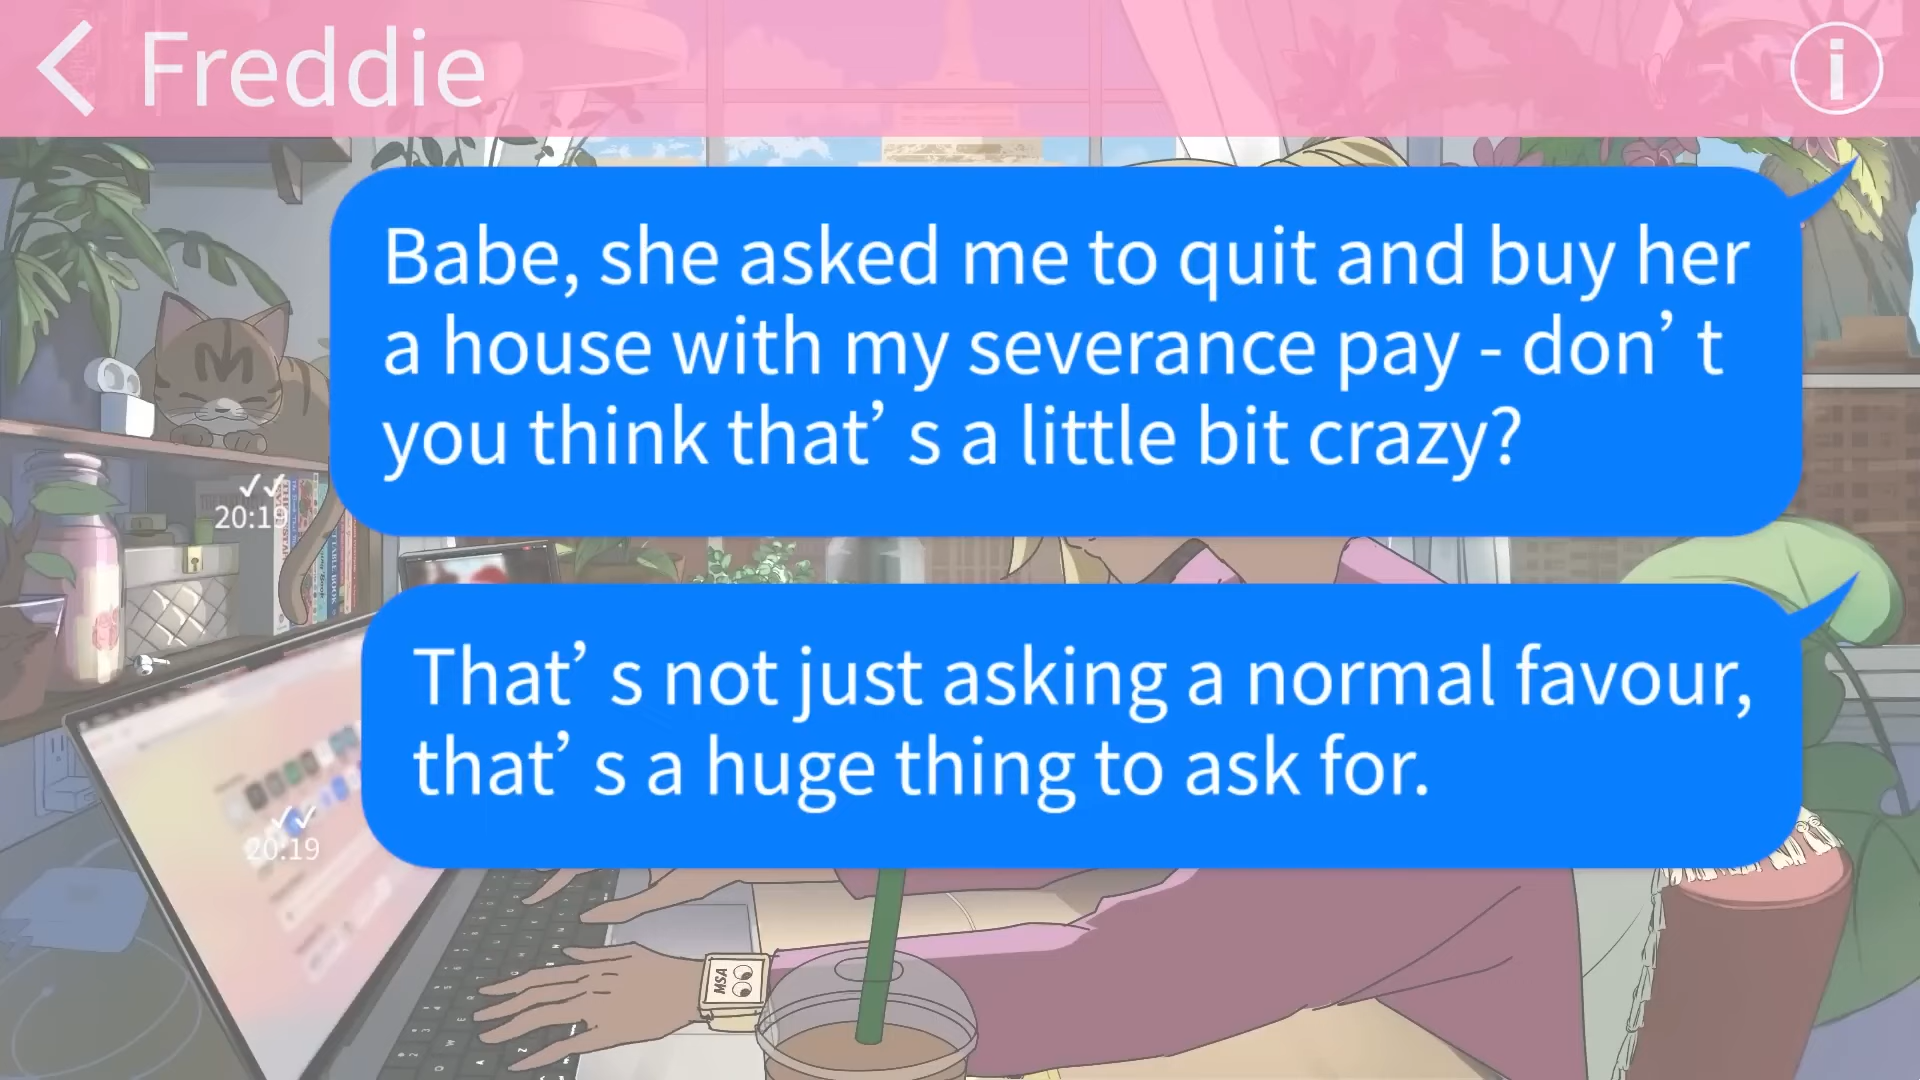 Freddie
Babe, she asked me to quit and buy her
a house with my severance pay - don’t
you think that’s a little bit crazy?
20:19
That’s not just asking a normal favour,
that’s a huge thing to ask for.
20:19
MSA